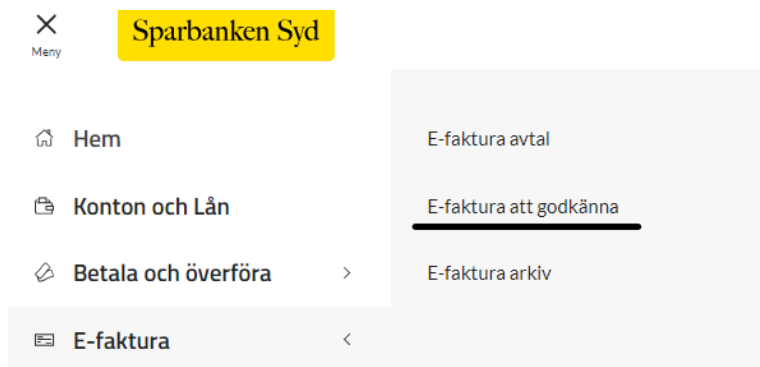 Meny
Sparbanken Syd
Hem
Konton och Lån
Betala och överföra
E-faktura
E-faktura avtal
E-faktura att godkänna
E-faktura arkiv